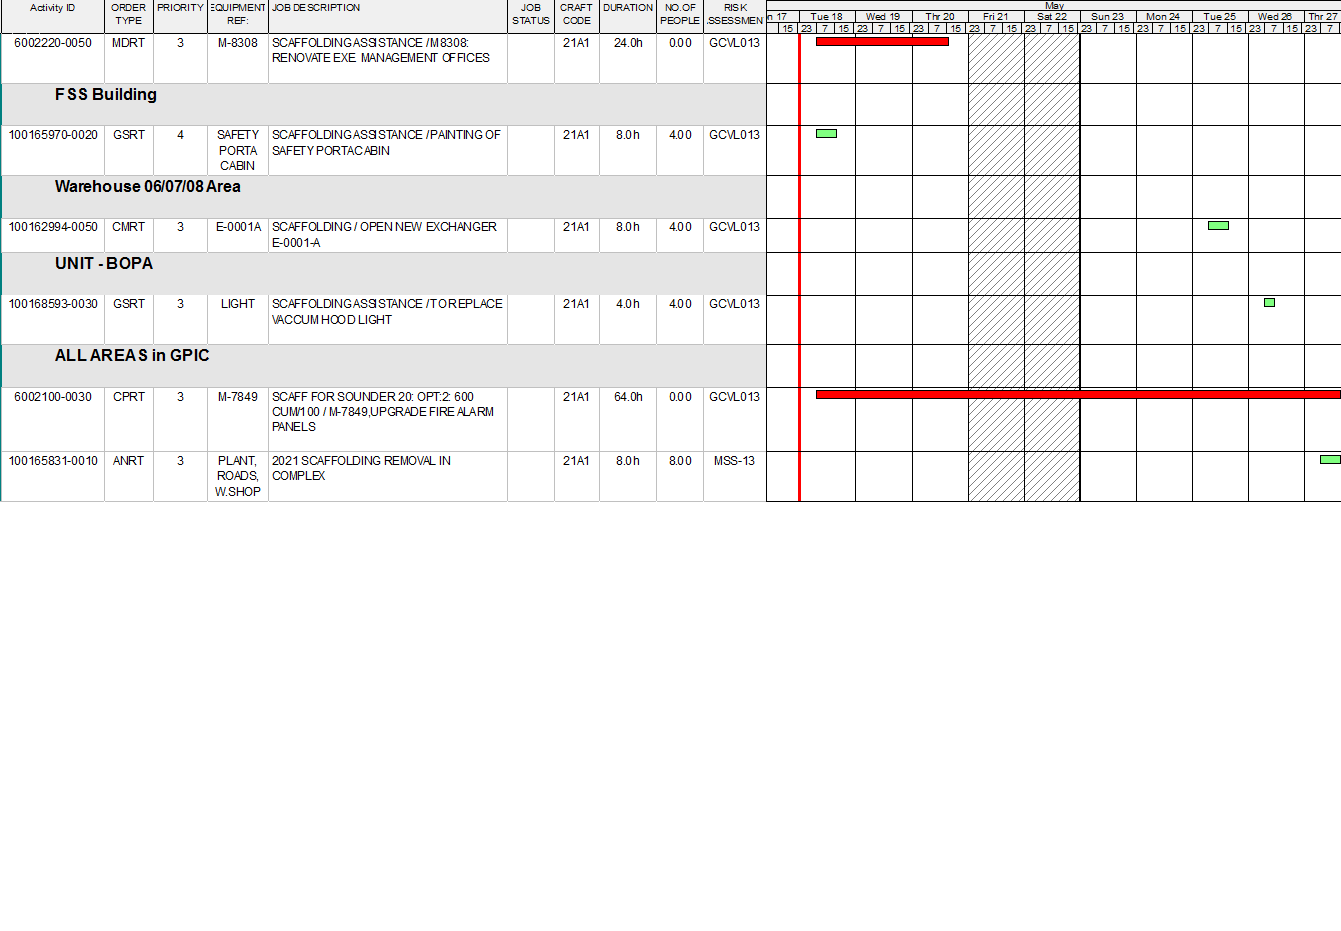 Activity ID ORDER TYPE PRIORITY EQUIPMENT REF: JOB DESCRIPTION JOB STATUS CRAFT CODE DURATION NO.OF PEOPLE RISK ASSESSMEN
May
n 17 Tue 18 Wed 19 Thr 20 Fri 21 Sat 22 Sun 23 Mon 24 Tue 25 Wed 26 Thr 27
15 23 7 15 23 7 15 23 7 15 23 7 15 23 7 15 23 7 15 23 7 15 23 7 15 23 7 15 23 7
6002220-0050 MDRT 3 M-8308 SCAFFOLDING ASSISTANCE / M8308: 21A1 24.0h 0.00 GCVL013
RENOVATE EXE. MANAGEMENT OFFICES
FSS Building
100165970-0020 GSRT 4 SAFETY SCAFFOLDING ASSISTANCE / PAINTING OF 21A1 8.0h 4.00 GCVL013
PORTA SAFETY PORTACABIN
CABIN
Warehouse 06/07/08 Area
100162994-0050 CMRT 3 E-0001A SCAFFOLDING / OPEN NEW EXCHANGER 21A1 8.0h 4.00 GCVL013
E-0001-A
UNIT - BOPA
100168593-0030 GSRT 3 LIGHT SCAFFOLDING ASSISTANCE / TO REPLACE 21A1 4.0h 4.00 GCVL013
VACCUM HOOD LIGHT
ALL AREAS in GPIC
6002100-0030 CPRT 3 M-7849 SCAFF FOR SOUNDER 20: OPT:2: 600 21A1 64.0h 0.00 GCVL013
CUM/100 / M-7849,UPGRADE FIRE ALARM
PANELS
100165831-0010 ANRT 3 PLANT, 2021 SCAFFOLDING REMOVAL IN 21A1 8.0h 8.00 MSS-13
ROADS, COMPLEX
W.SHOP